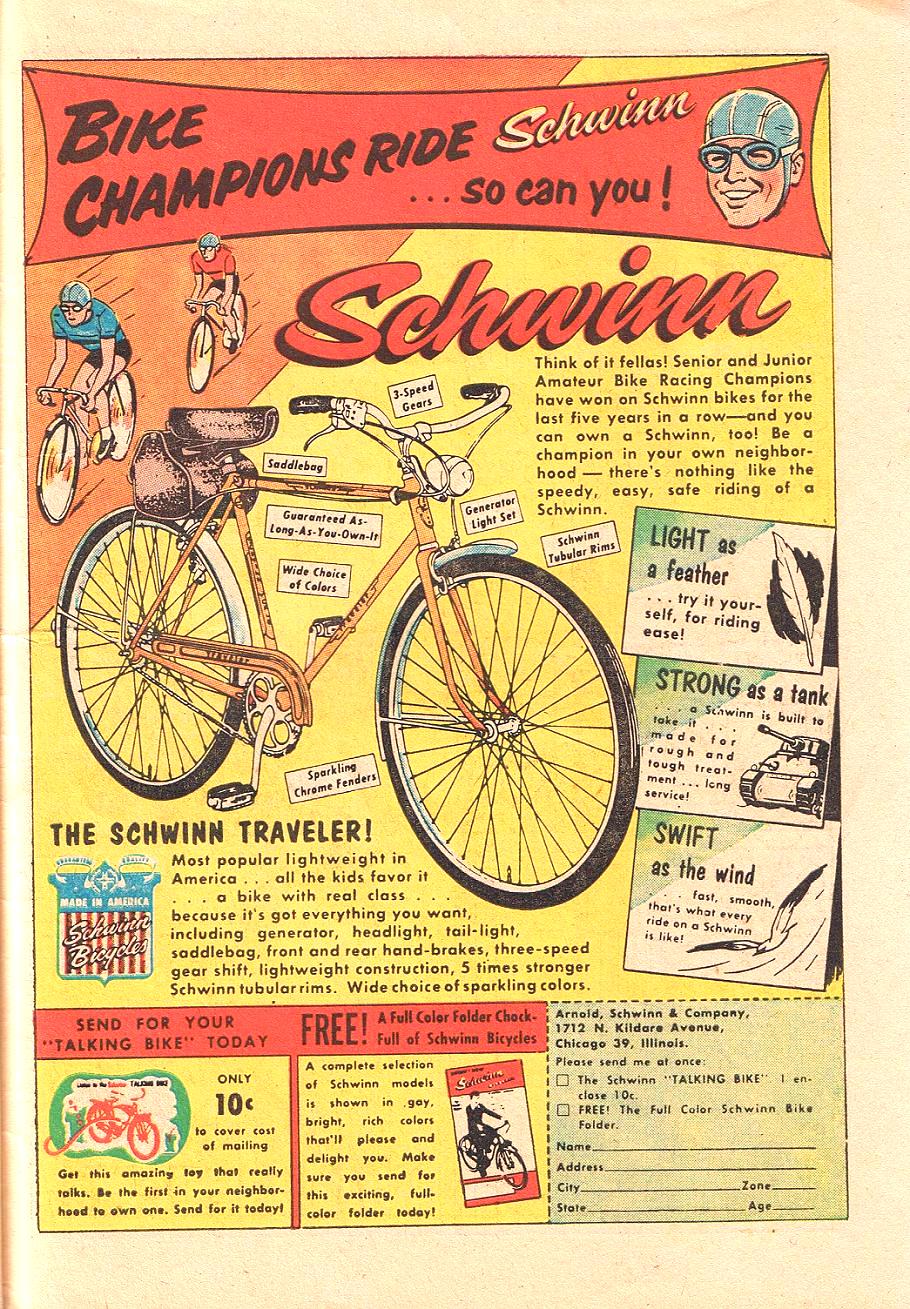 BIKE
CHAMPIONS RIDE Schwinn
...so can you!
Schwinn
Think of it fellas! Senior and Junior
Amateur Bike Racing Champions
have won on Schwinn bikes for the
last five years in a row—and you
can own a Schwinn, too! Be a
champion in your own neighbor-
hood — there's nothing like the
speedy, easy, safe riding of a
Schwinn.
3-Speed
Gears
Saddlebag
Guaranteed As-
Long-As-You-Own-It
Generator
Light Set
Schwinn
Tubular Rims
Wide Choice
of Colors
Sparkling
Chrome Fenders
LIGHT as
a feather
... try it your-
self, for riding
ease!
STRONG as a tank
... a Schwinn is built to
take it ...
made for
rough and
tough treat-
ment ... long
service!
SWIFT
as the wind
... fast, smooth,
that's what every
ride on a Schwinn
is like!
THE SCHWINN TRAVELER!
Most popular lightweight in
America ... all the kids favor it
... a bike with real class ...
because it's got everything you want,
including generator, headlight, tail-light,
saddlebag, front and rear hand-brakes, three-speed
gear shift, lightweight construction, 5 times stronger
Schwinn tubular rims. Wide choice of sparkling colors.
MADE IN AMERICA
Schwinn
Bicycles
SEND FOR YOUR
"TALKING BIKE" TODAY
TALKING BIKE
ONLY
10c
to cover cost
of mailing
Get this amazing toy that really
talks. Be the first in your neighbor-
hood to own one. Send for it today!
FREE! A Full Color Folder Chock-
Full of Schwinn Bicycles
A complete selection
of Schwinn models
is shown in gay,
bright, rich colors
that'll please and
delight you. Make
sure you send for
this exciting, full-
color folder today!
Schwinn
Arnold, Schwinn & Company,
1712 N. Kildare Avenue,
Chicago 39, Illinois.
Please send me at once:
☐ The Schwinn "TALKING BIKE" I en-
close 10c.
☐ FREE! The Full Color Schwinn Bike
Folder.
Name
Address
City Zone
State Age